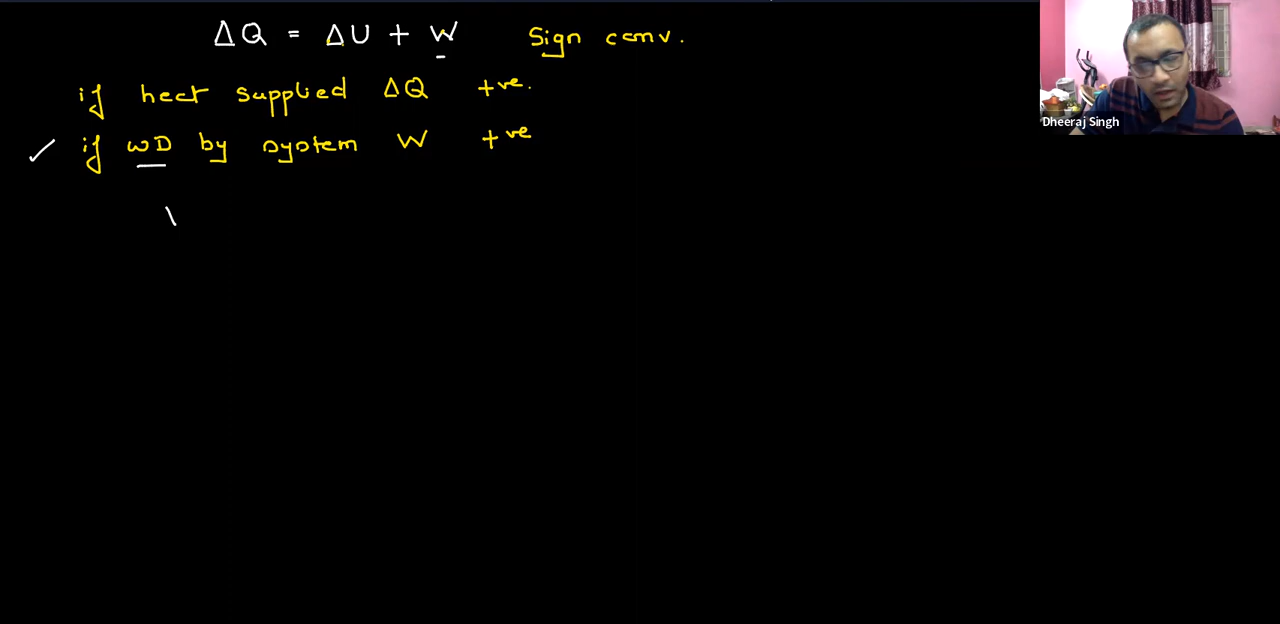 ΔQ = ΔU + W Sign conv.
if heat supplied ΔQ +ve.
if WD by system W +ve
Dheeraj Singh